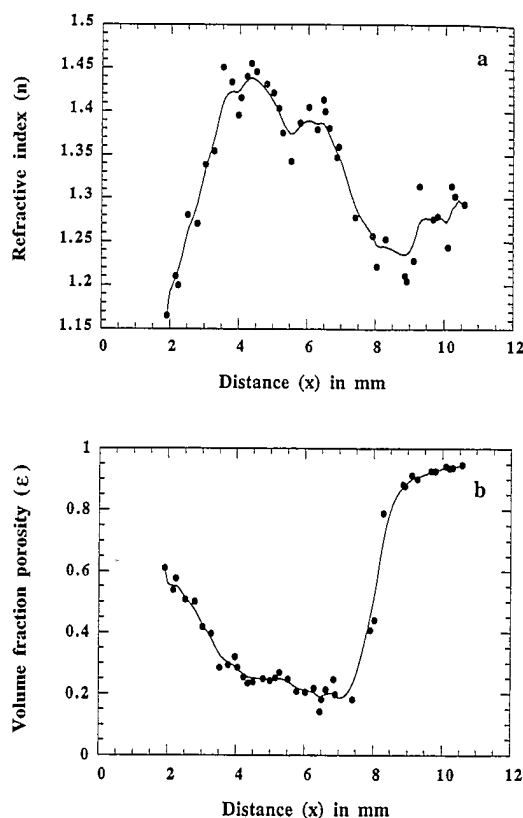 1.5
1.45
1.4
1.35
1.3
1.25
1.2
1.15
Refractive index (n)
a
0 2 4 6 8 10 12
Distance (x) in mm
1
0.8
0.6
0.4
0.2
0
Volume fraction porosity (ε)
b
0 2 4 6 8 10 12
Distance (x) in mm